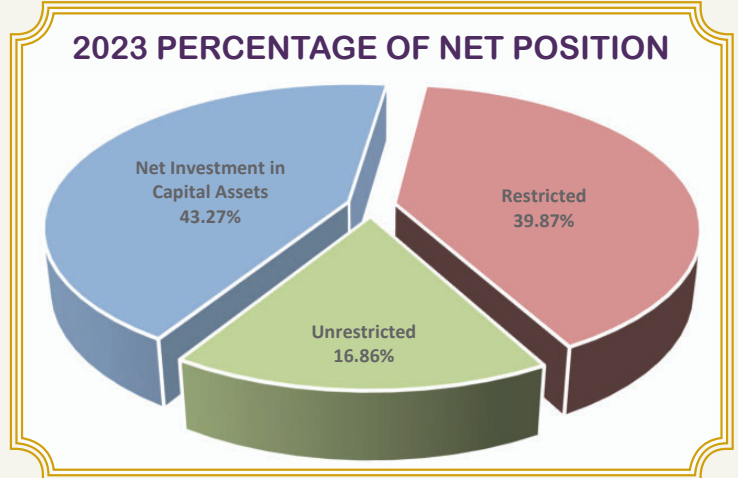 2023 PERCENTAGE OF NET POSITION
Net Investment in
Capital Assets
43.27%
Restricted
39.87%
Unrestricted
16.86%